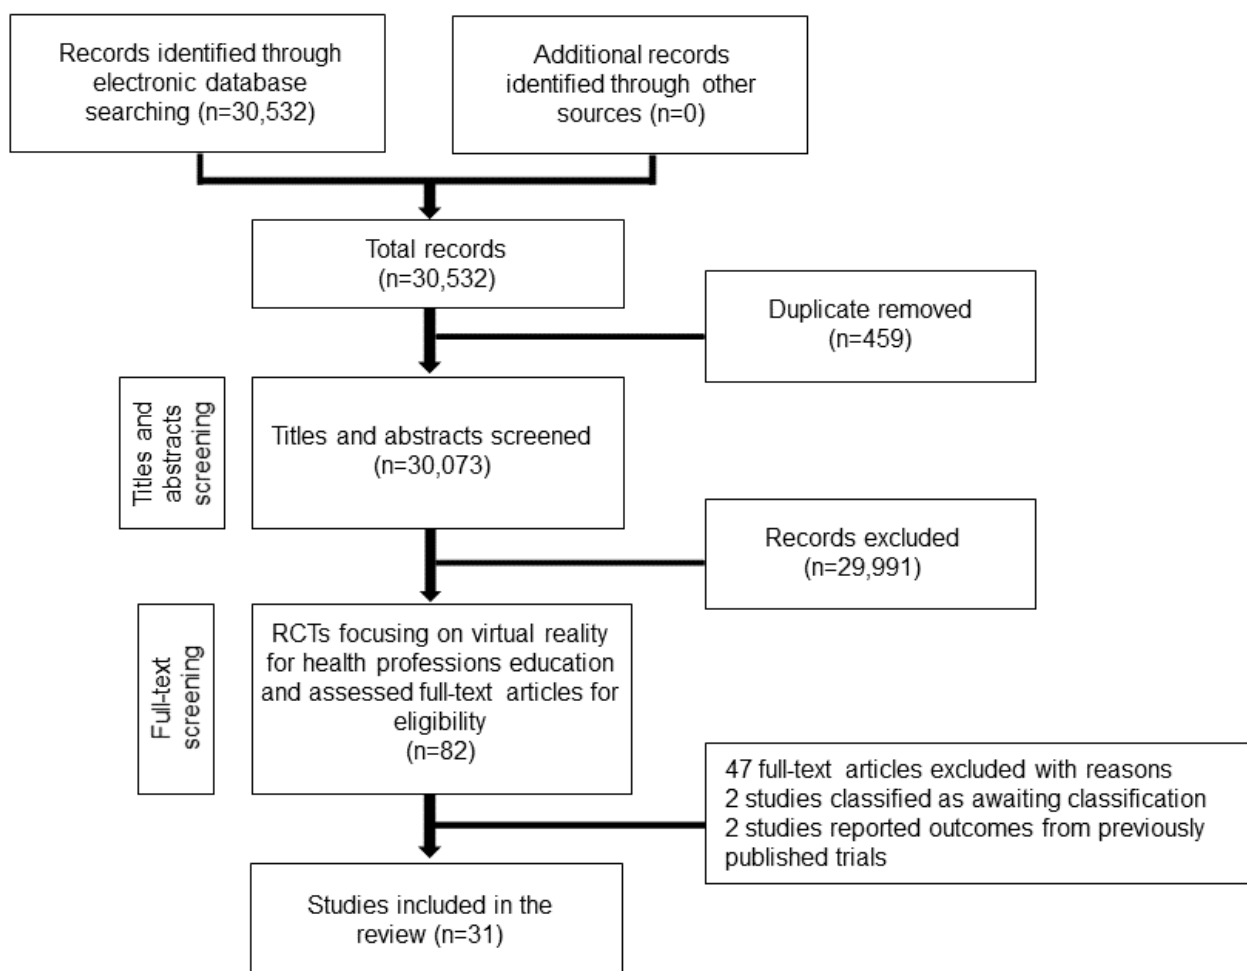 Records identified through
electronic database
searching (n=30,532)
Additional records
identified through other
sources (n=0)
Total records
(n=30,532)
Duplicate removed
(n=459)
Titles and
abstracts
screening
Titles and abstracts screened
(n=30,073)
Records excluded
(n=29,991)
Full-text
screening
RCTs focusing on virtual reality
for health professions education
and assessed full-text articles for
eligibility
(n=82)
47 full-text articles excluded with reasons
2 studies classified as awaiting classification
2 studies reported outcomes from previously
published trials
Studies included in the
review (n=31)